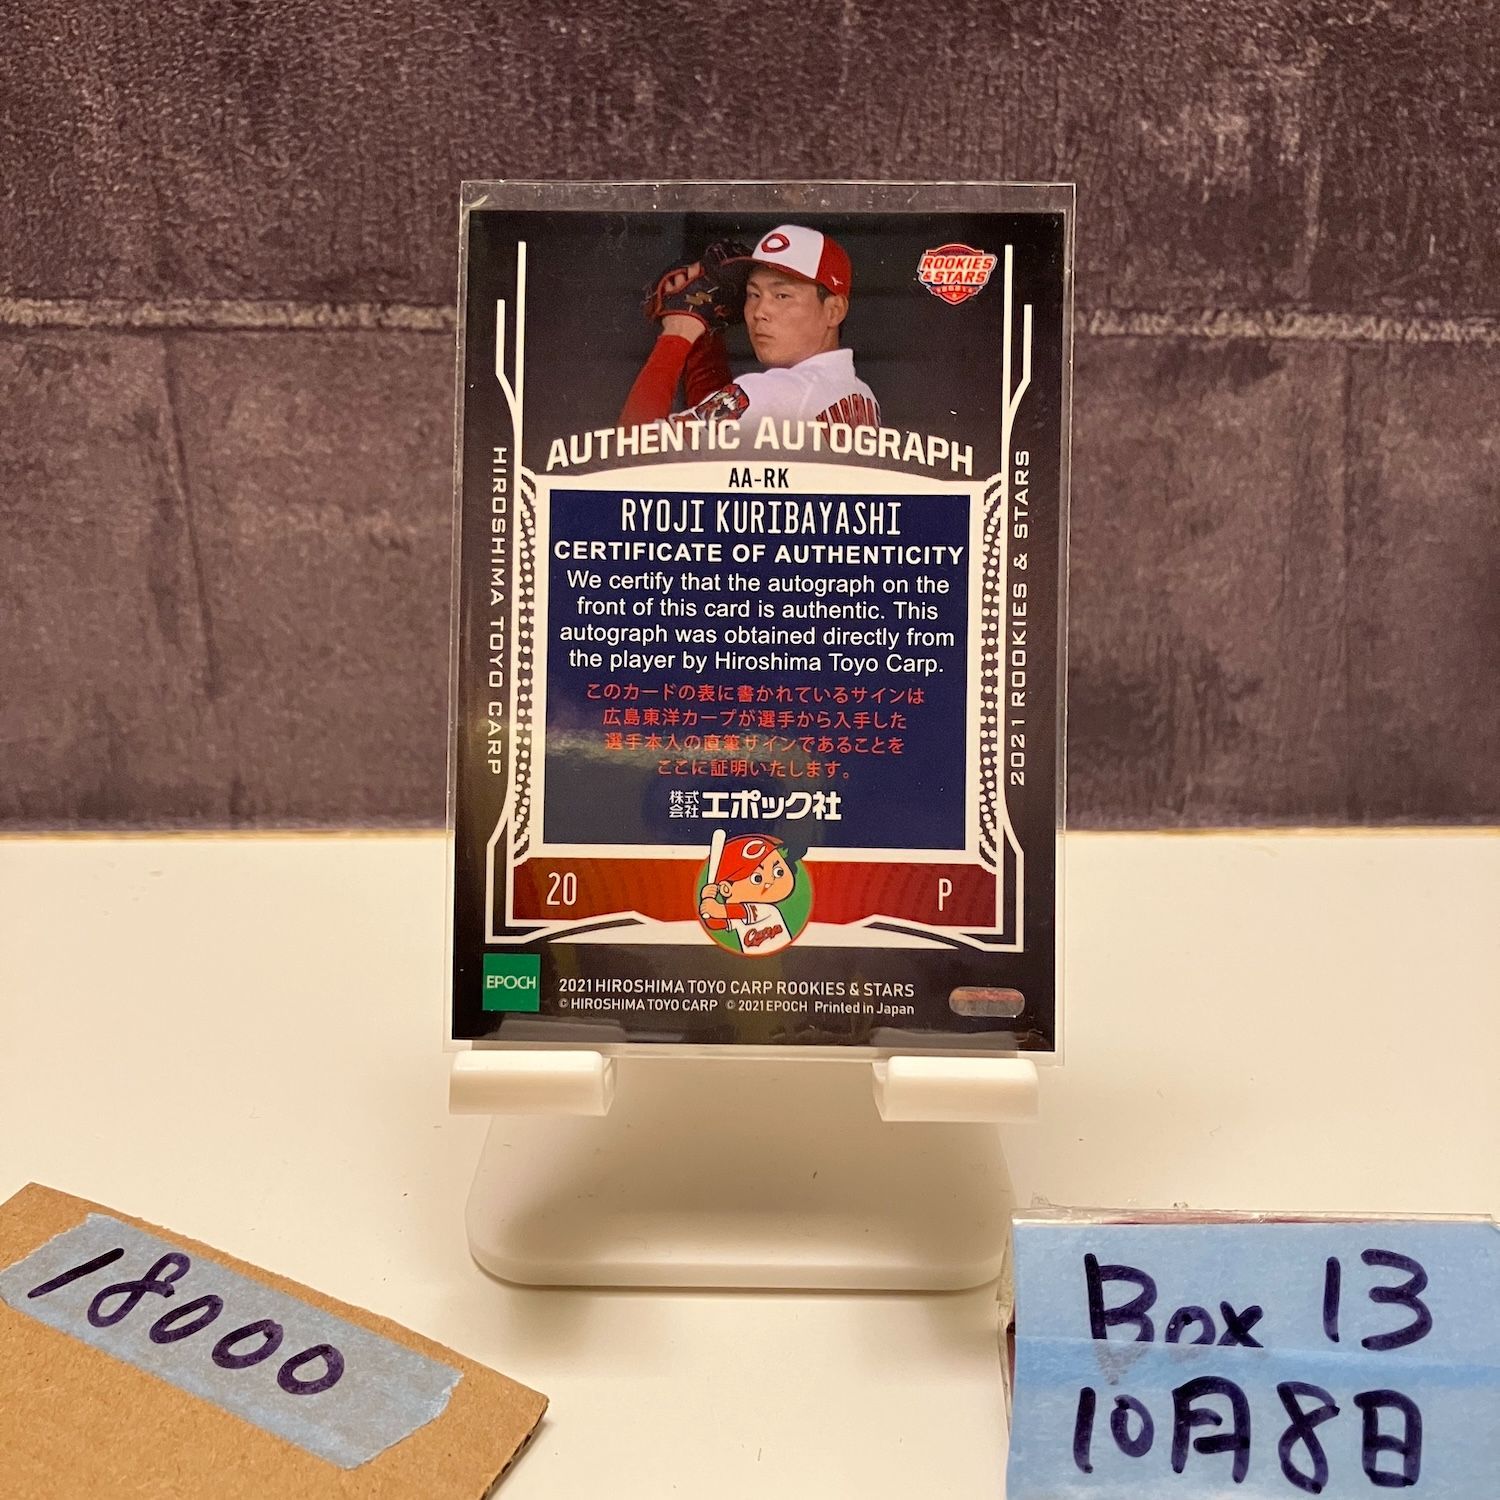 ROOKIES
& STARS
AUTHENTIC AUTOGRAPH
AA-RK
RYOJI KURIBAYASHI
CERTIFICATE OF AUTHENTICITY
We certify that the autograph on the
front of this card is authentic. This
autograph was obtained directly from
the player by Hiroshima Toyo Carp.
このカードの表に書かれているサインは
広島東洋カープが選手から入手した
選手本人の直筆サインであることを
ここに証明いたします。
株式会社エポック社
HIROSHIMA TOYO CARP
2021 ROOKIES & STARS
20
P
Carp
EPOCH
2021 HIROSHIMA TOYO CARP ROOKIES & STARS
© HIROSHIMA TOYO CARP © 2021 EPOCH Printed in Japan
18000
Box 13
10月8日